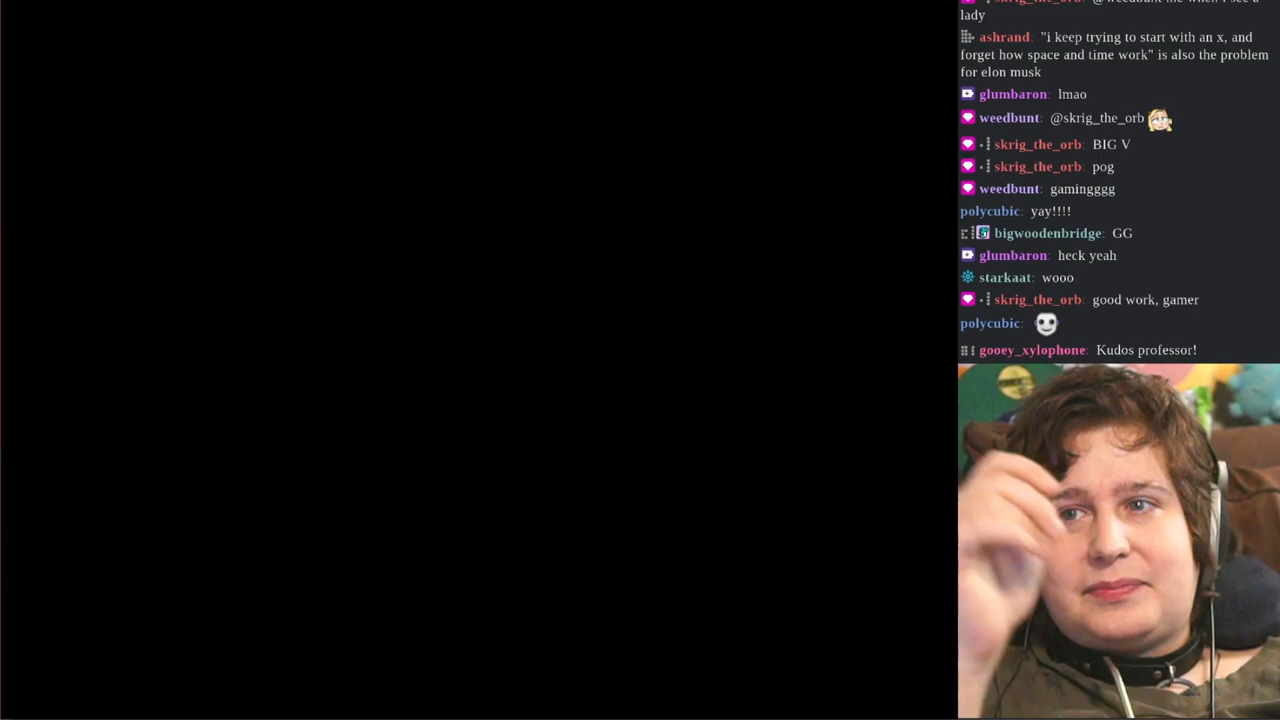 lady
ashrand: "i keep trying to start with an x, and
forget how space and time work" is also the problem
for elon musk
glumbaron: lmao
weedbunt: @skrig_the_orb
skrig_the_orb: BIG V
skrig_the_orb: pog
weedbunt: gamingggg
polycubic: yay!!!!
bigwoodenbridge: GG
glumbaron: heck yeah
starkaat: wooo
skrig_the_orb: good work, gamer
polycubic:
gooey_xylophone: Kudos professor!